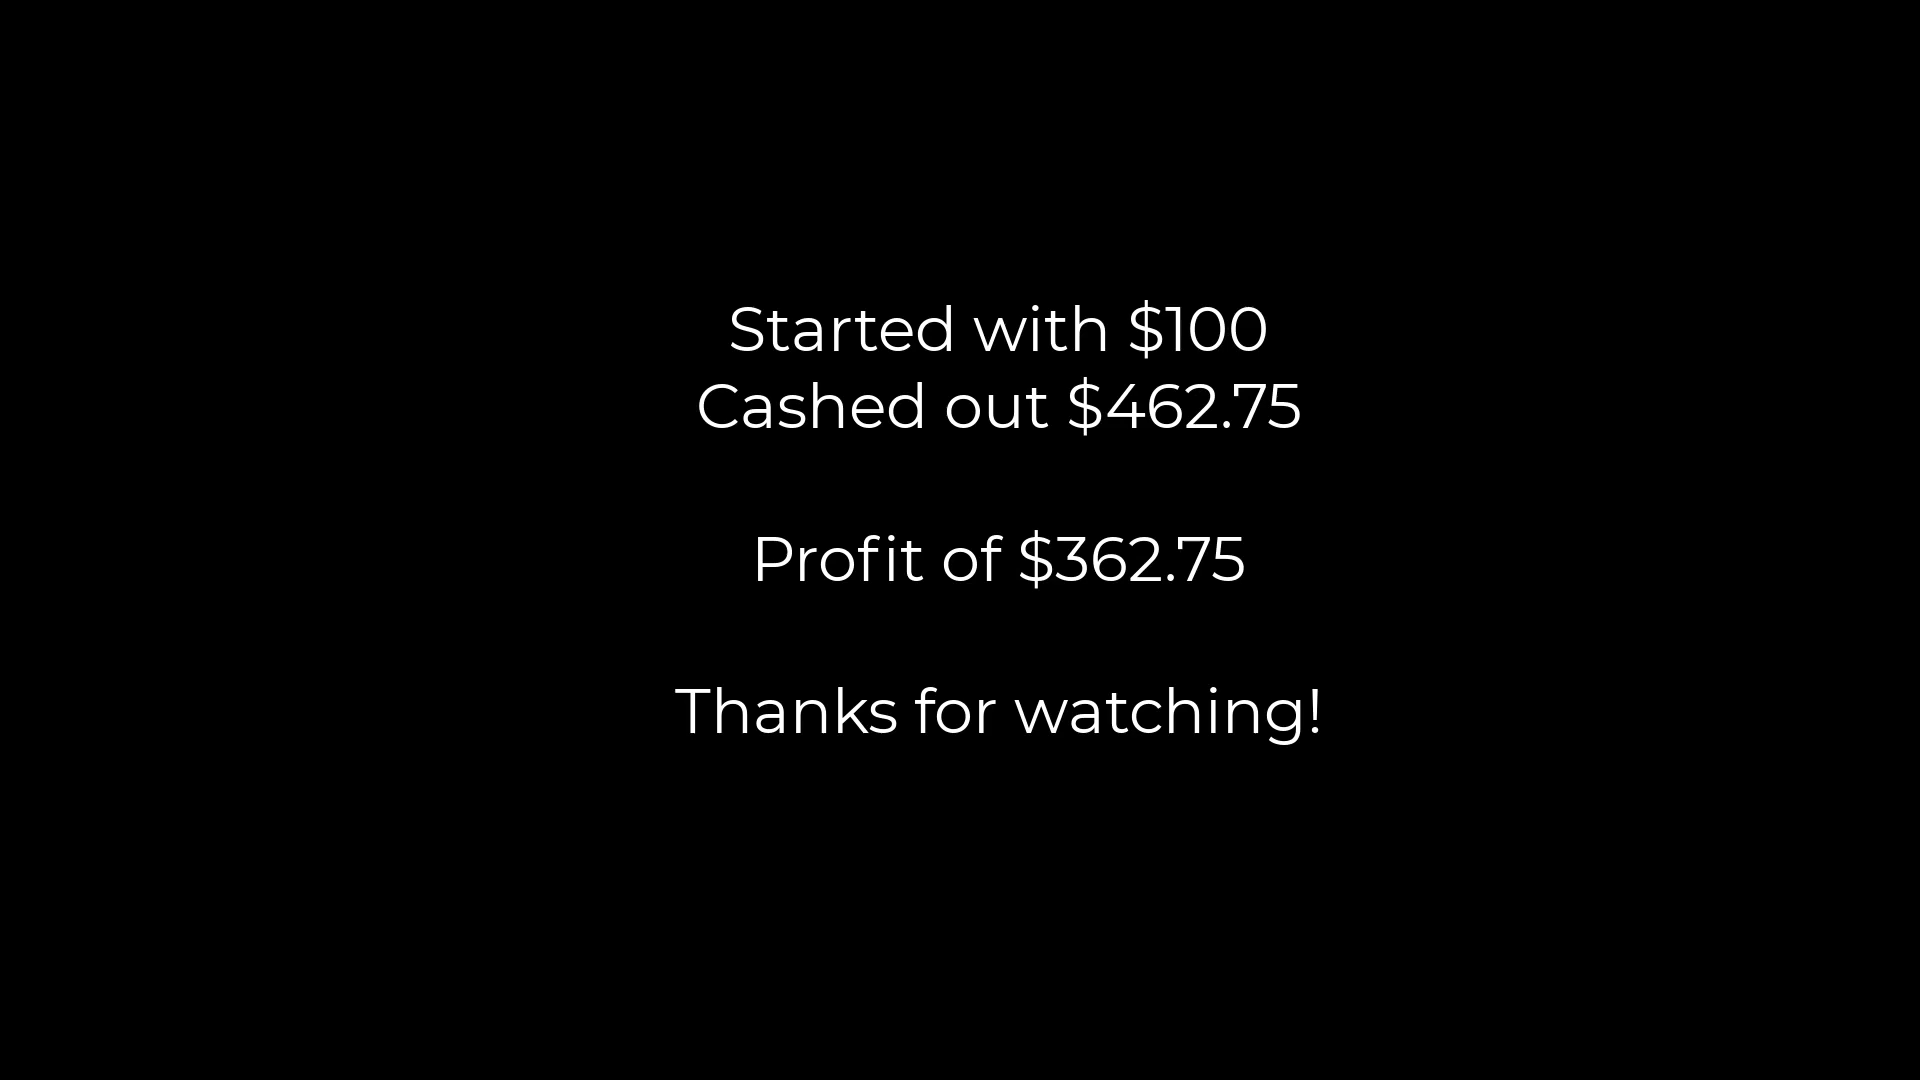 Started with $100
Cashed out $462.75
Profit of $362.75
Thanks for watching!